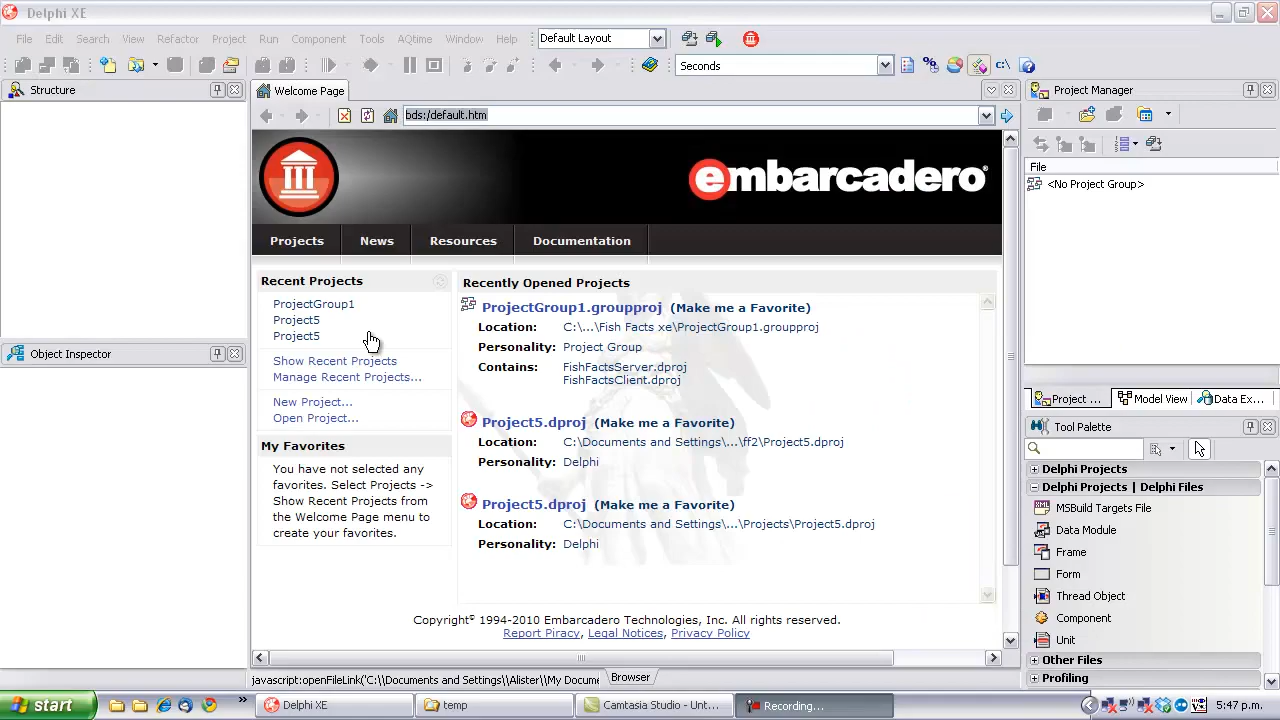 Delphi XE
File Edit Search View Refactor Project Run Component Tools AQtime Window Help Default Layout
Seconds
Structure
Welcome Page
Project Manager
bds:/default.htm
embarcadero®
File
<No Project Group>
Projects News Resources Documentation
Recent Projects
ProjectGroup1
Project5
Project5
Show Recent Projects
Manage Recent Projects...
New Project...
Open Project...
My Favorites
You have not selected any
favorites. Select Projects ->
Show Recent Projects from
the Welcome Page menu to
create your favorites.
Recently Opened Projects
ProjectGroup1.groupproj (Make me a Favorite)
Location: C:\...\Fish Facts xe\ProjectGroup1.groupproj
Personality: Project Group
Contains: FishFactsServer.dproj
FishFactsClient.dproj
Project5.dproj (Make me a Favorite)
Location: C:\Documents and Settings\...\ff2\Project5.dproj
Personality: Delphi
Project5.dproj (Make me a Favorite)
Location: C:\Documents and Settings\...\Projects\Project5.dproj
Personality: Delphi
Copyright© 1994-2010 Embarcadero Technologies, Inc. All rights reserved.
Report Piracy, Legal Notices, Privacy Policy
Object Inspector
Project ... Model View Data Ex...
Tool Palette
Delphi Projects
Delphi Projects | Delphi Files
MSBuild Targets File
Data Module
Frame
Form
Thread Object
Component
Unit
Other Files
Profiling
javascript:openFileLink('C:\\Documents and Settings\\Alister\\My Docume
Browser
start
Delphi XE
temp
Camtasia Studio - Unt...
Recording...
5:47 p.m.